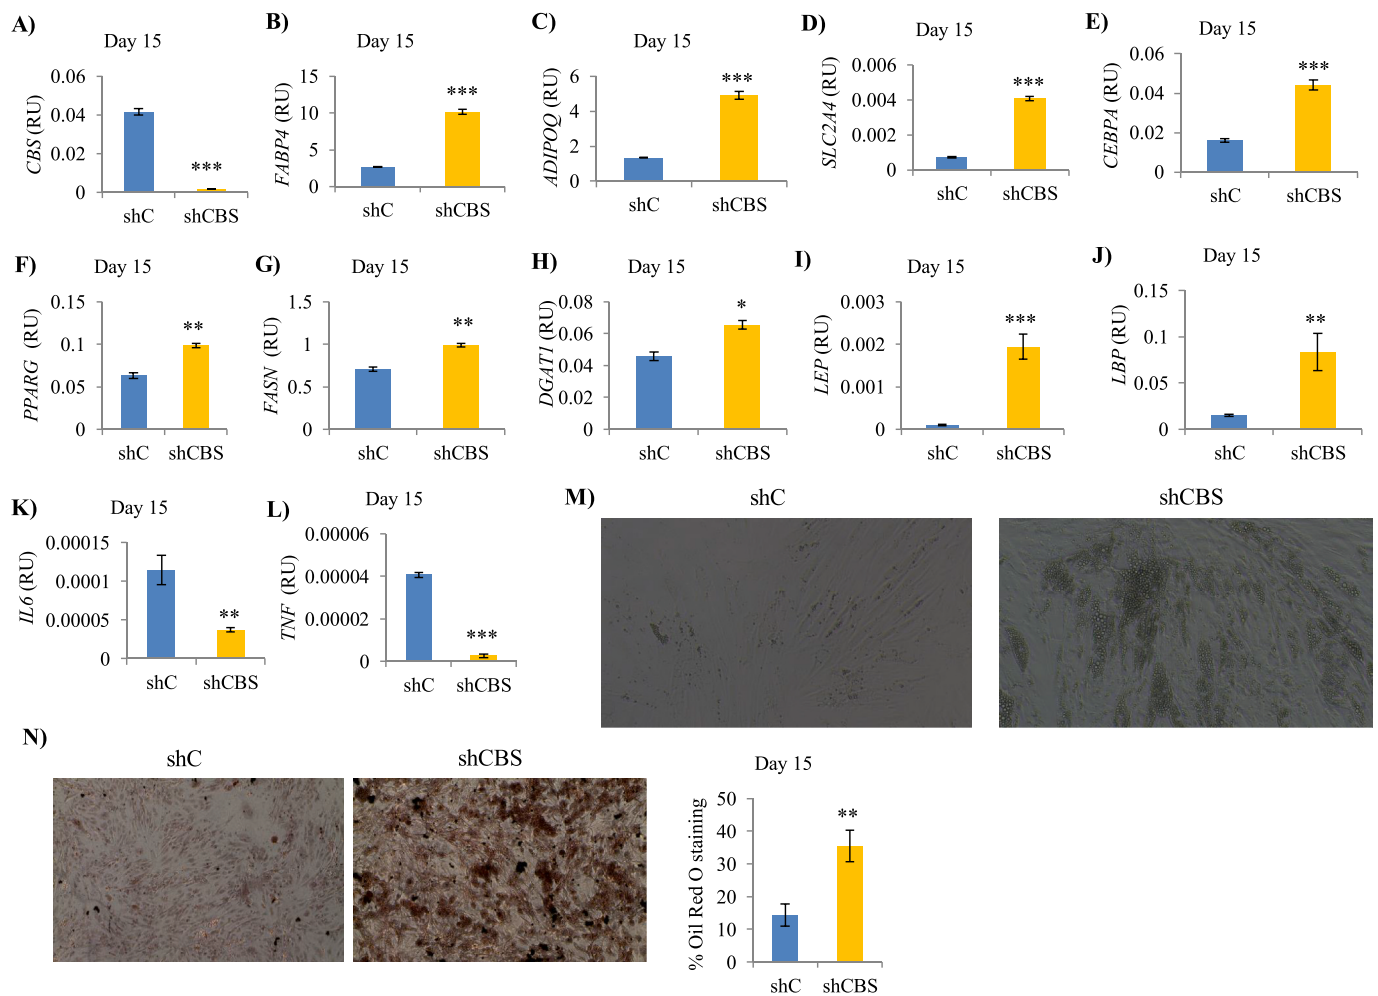 A)
Day 15
CBS (RU)
0.06
0.04
0.02
0
***
shC
shCBS
B)
Day 15
FABP4 (RU)
15
10
5
0
***
shC
shCBS
C)
Day 15
ADIPOQ (RU)
6
4
2
0
***
shC
shCBS
D)
Day 15
SLC2A4 (RU)
0.006
0.004
0.002
0
***
shC
shCBS
E)
Day 15
CEBPA (RU)
0.06
0.04
0.02
0
***
shC
shCBS
F)
Day 15
PPARG (RU)
0.15
0.1
0.05
0
**
shC
shCBS
G)
Day 15
FASN (RU)
1.5
1
0.5
0
**
shC
shCBS
H)
Day 15
DGAT1 (RU)
0.08
0.06
0.04
0.02
0
*
shC
shCBS
I)
Day 15
LEP (RU)
0.003
0.002
0.001
0
***
shC
shCBS
J)
Day 15
LBP (RU)
0.15
0.1
0.05
0
**
shC
shCBS
K)
Day 15
IL6 (RU)
0.00015
0.0001
0.00005
0
**
shC
shCBS
L)
Day 15
TNF (RU)
0.00006
0.00004
0.00002
0
***
shC
shCBS
M)
shC
shCBS
N)
shC
shCBS
Day 15
% Oil Red O staining
50
40
30
20
10
0
**
shC
shCBS